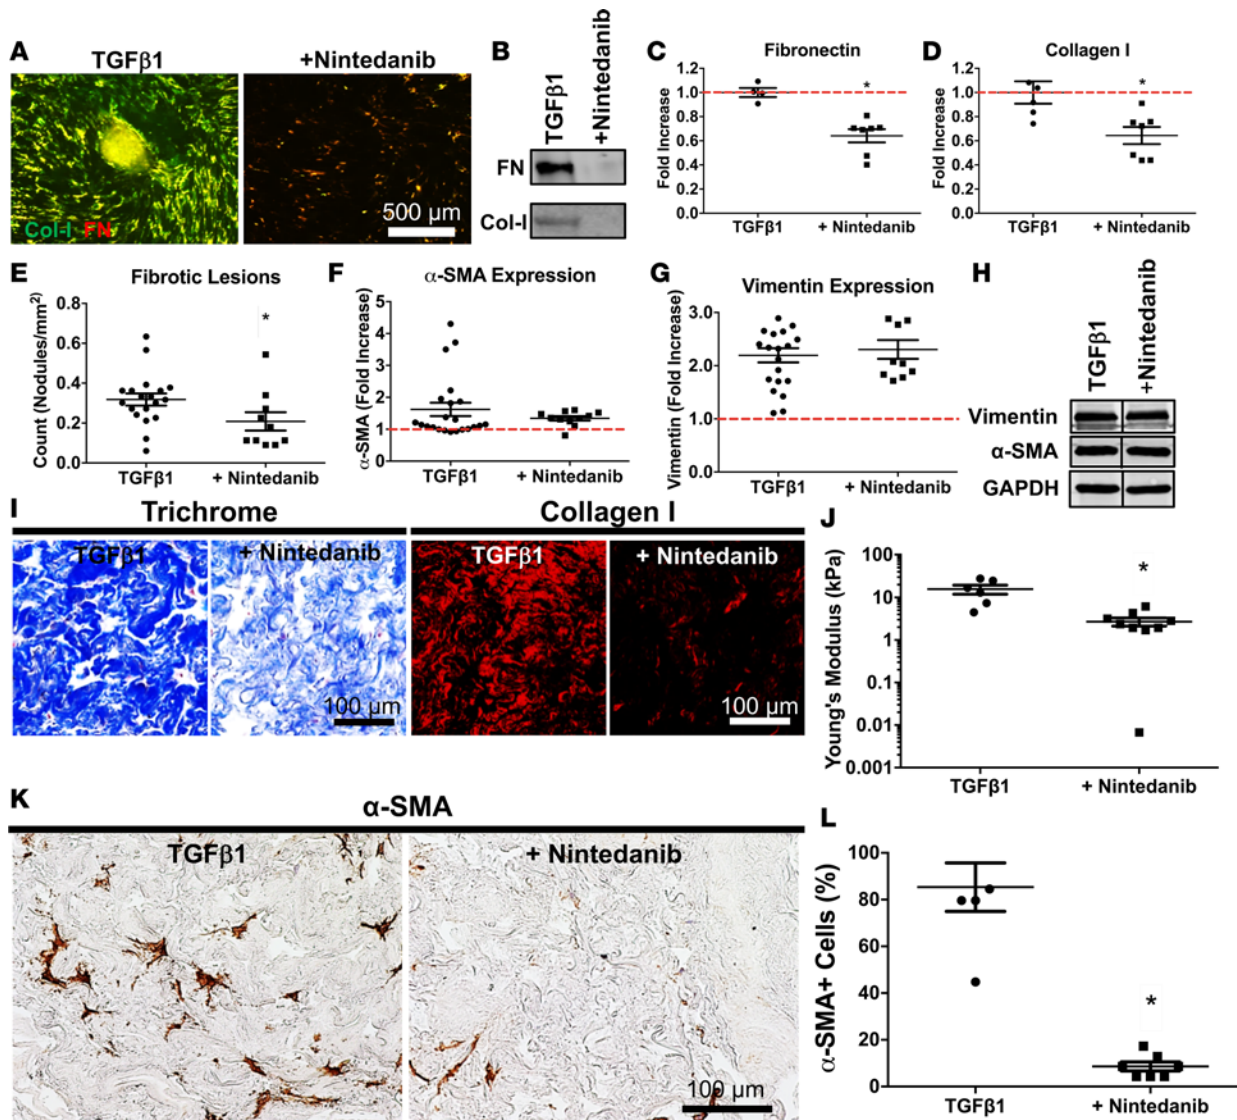 A
TGFβ1
+Nintedanib
Col-I FN
500 µm
B
TGFβ1
+Nintedanib
FN
Col-I
C
Fibronectin
Fold Increase
1.2
1.0
0.8
0.6
0.4
0.2
0.0
*
TGFβ1
+ Nintedanib
D
Collagen I
Fold Increase
1.2
1.0
0.8
0.6
0.4
0.2
0.0
*
TGFβ1
+ Nintedanib
E
Fibrotic Lesions
Count (Nodules/mm²)
0.8
0.6
0.4
0.2
0.0
*
TGFβ1
+ Nintedanib
F
α-SMA Expression
α-SMA (Fold Increase)
5
4
3
2
1
0
TGFβ1
+ Nintedanib
G
Vimentin Expression
Vimentin (Fold Increase)
3.0
2.0
1.0
0.0
TGFβ1
+ Nintedanib
H
TGFβ1
+Nintedanib
Vimentin
α-SMA
GAPDH
I
Trichrome
TGFβ1
+ Nintedanib
100 µm
Collagen I
TGFβ1
+ Nintedanib
100 µm
J
Young's Modulus (kPa)
100
10
1
0.1
0.01
0.001
*
TGFβ1
+ Nintedanib
K
α-SMA
TGFβ1
+ Nintedanib
100 µm
L
α-SMA+ Cells (%)
100
80
60
40
20
0
*
TGFβ1
+ Nintedanib